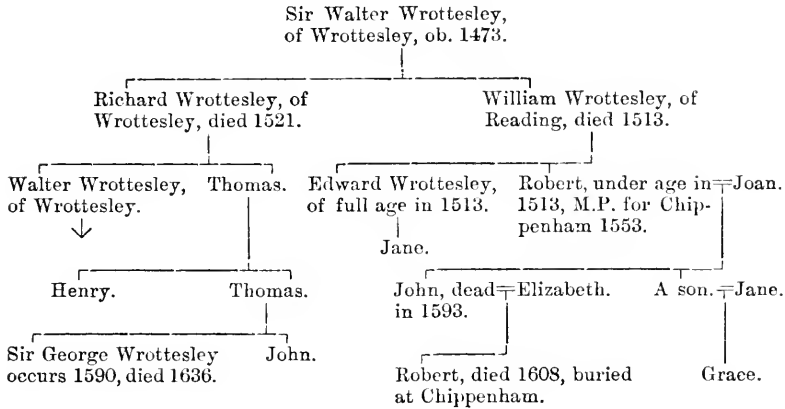 Sir Walter Wrottesley,
of Wrottesley, ob. 1473.
Richard Wrottesley, of
Wrottesley, died 1521.
William Wrottesley, of
Reading, died 1513.
Walter Wrottesley,
of Wrottesley.
Thomas.
Edward Wrottesley,
of full age in 1513.
Robert, under age in
1513, M.P. for Chip-
penham 1553.
Joan.
Jane.
Henry.
Thomas.
John, dead
in 1593.
Elizabeth.
A son.
Jane.
Sir George Wrottesley
occurs 1590, died 1636.
John.
Robert, died 1608, buried
at Chippenham.
Grace.